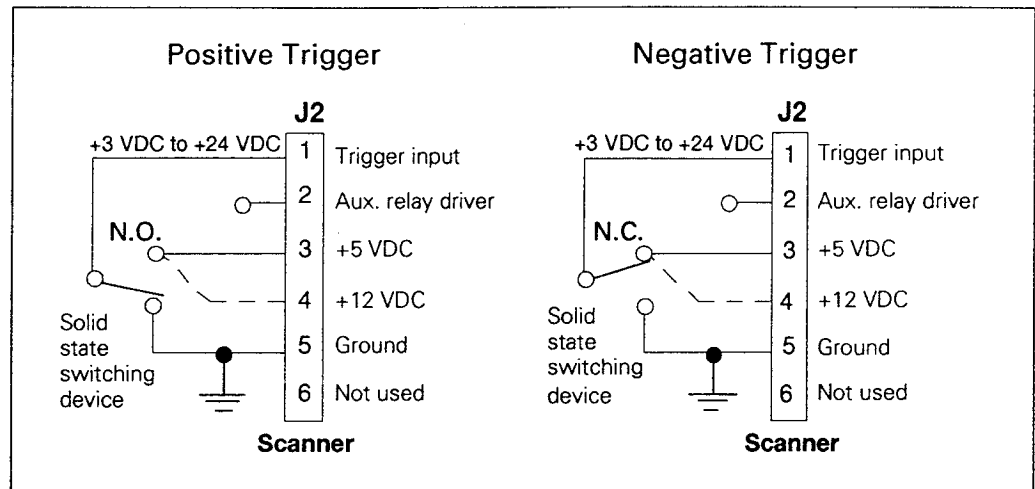 Positive Trigger
J2
+3 VDC to +24 VDC
1 Trigger input
2 Aux. relay driver
N.O.
3 +5 VDC
4 +12 VDC
Solid
state
switching
device
5 Ground
6 Not used
Scanner
Negative Trigger
J2
+3 VDC to +24 VDC
1 Trigger input
2 Aux. relay driver
N.C.
3 +5 VDC
4 +12 VDC
Solid
state
switching
device
5 Ground
6 Not used
Scanner